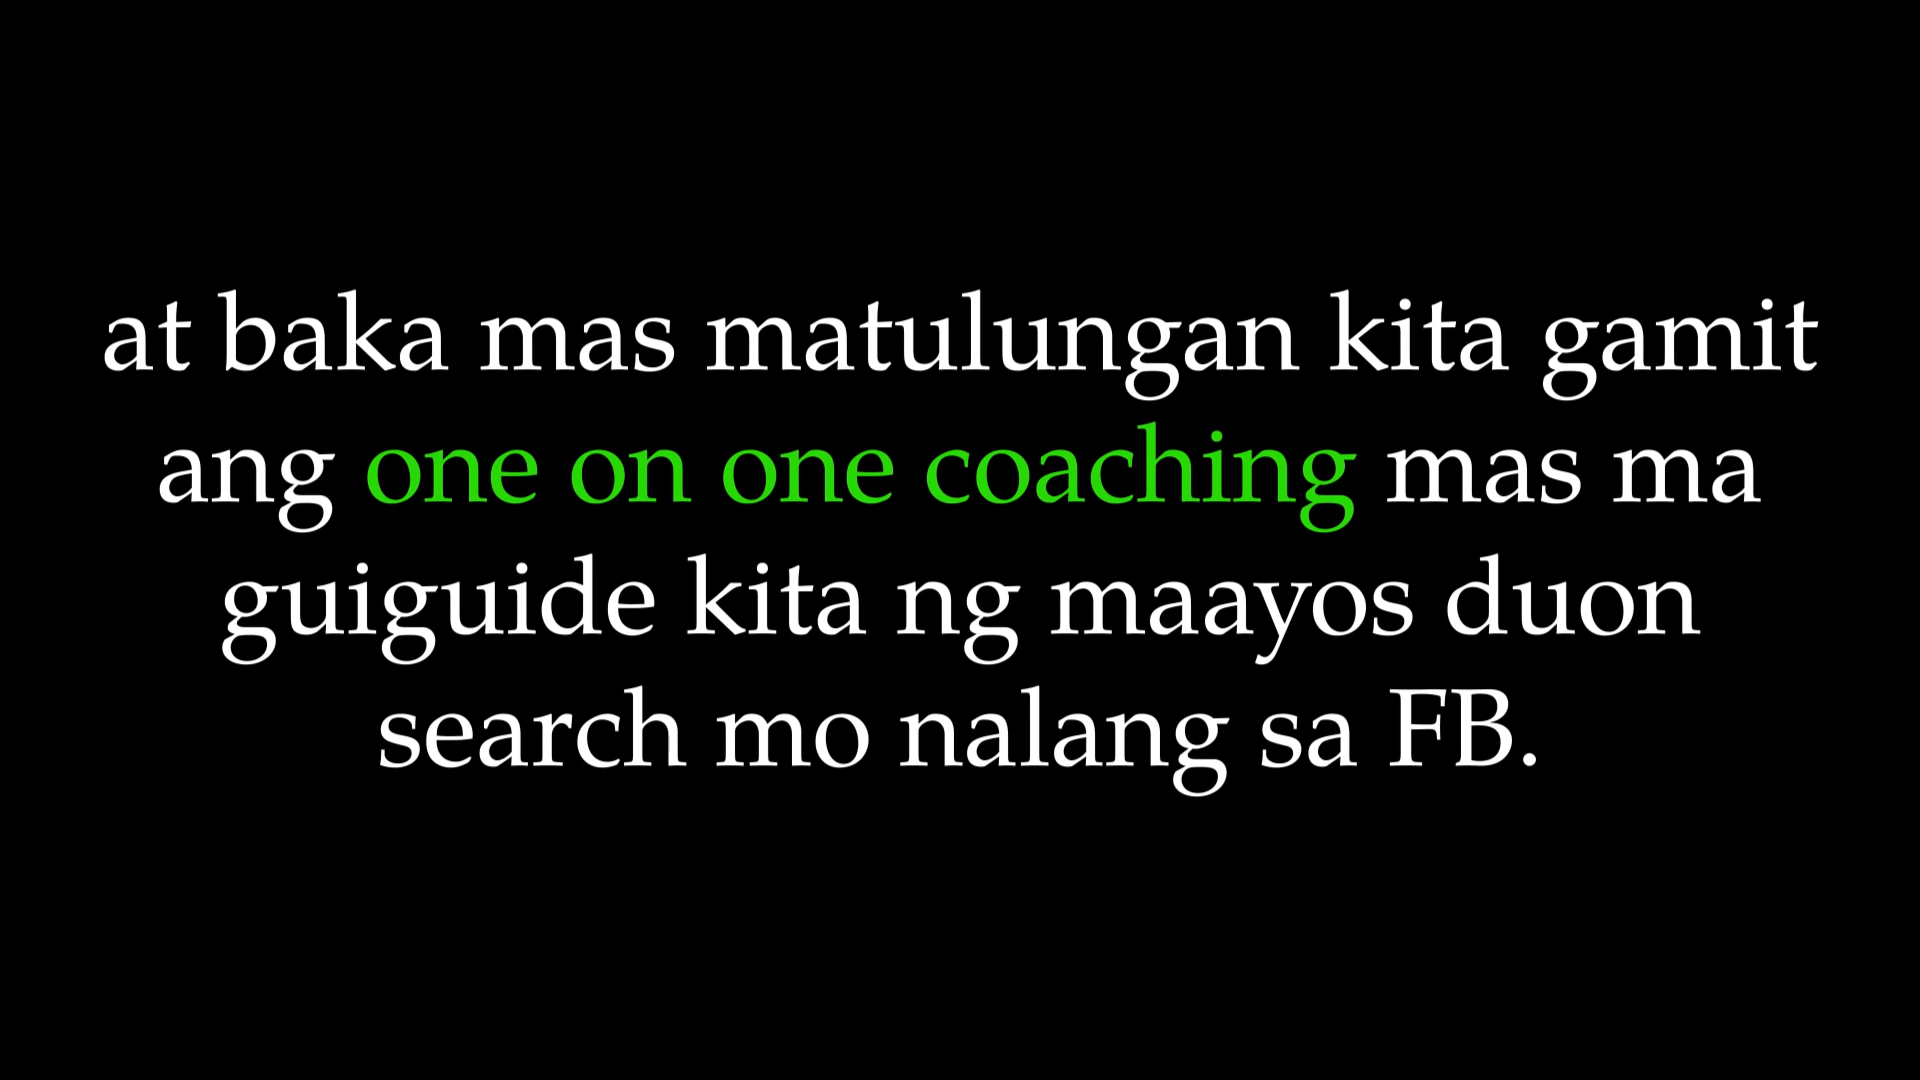 at baka mas matulungan kita gamit
ang one on one coaching mas ma
guiguide kita ng maayos duon
search mo nalang sa FB.